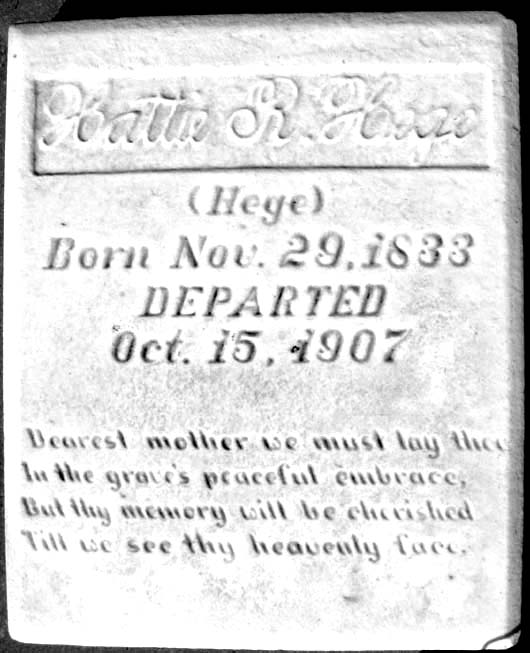 Hattie R. Hege
(Hege)
Born Nov. 29, 1833
DEPARTED
Oct. 15, 1907
Dearest mother we must lay thee
In the grave's peaceful embrace,
But thy memory will be cherished
Till we see thy heavenly face.